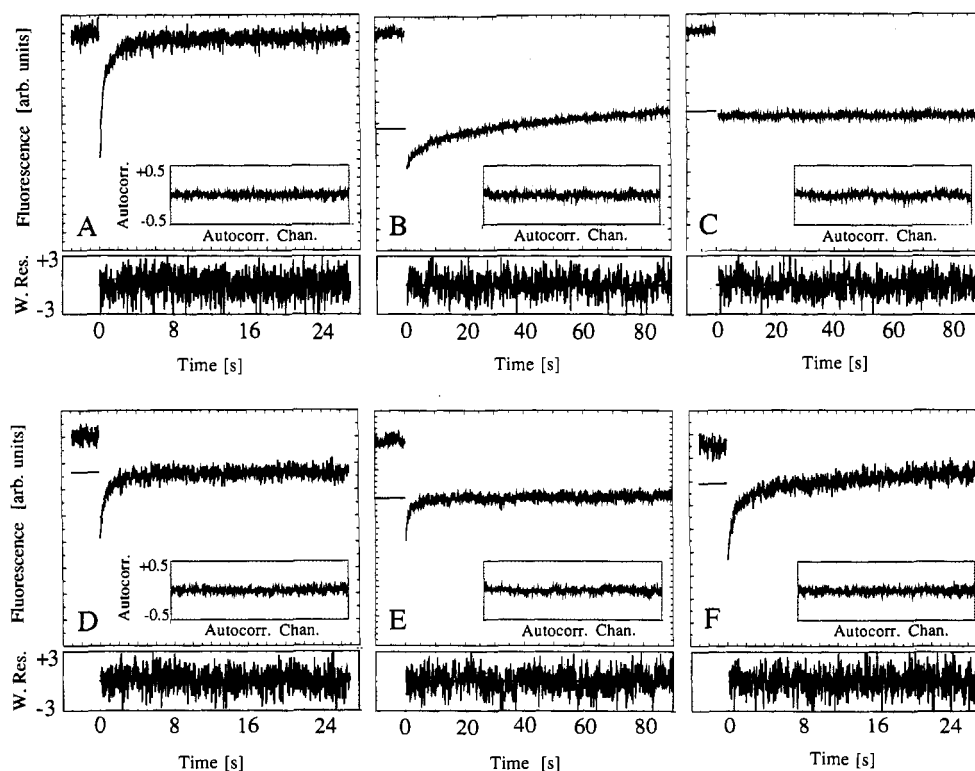 Fluorescence [arb. units]
A
Autocorr.
+0.5
-0.5
Autocorr. Chan.
B
Autocorr. Chan.
C
Autocorr. Chan.
W. Res.
+3
-3
0 8 16 24
0 20 40 60 80
0 20 40 60 80
Time [s]
Time [s]
Time [s]
Fluorescence [arb. units]
D
Autocorr.
+0.5
-0.5
Autocorr. Chan.
E
Autocorr. Chan.
F
Autocorr. Chan.
W. Res.
+3
-3
0 8 16 24
0 20 40 60 80
0 8 16 24
Time [s]
Time [s]
Time [s]